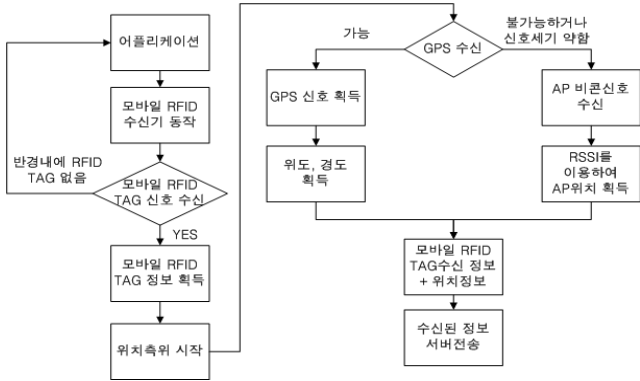 어플리케이션
모바일 RFID
수신기 동작
반경내에 RFID
TAG 없음
모바일 RFID
TAG 신호 수신
YES
모바일 RFID
TAG 정보 획득
위치측위 시작
GPS 수신
가능
불가능하거나
신호세기 약함
GPS 신호 획득
위도, 경도
획득
AP 비콘신호
수신
RSSI를
이용하여
AP위치 획득
모바일 RFID
TAG수신 정보
+ 위치정보
수신된 정보
서버전송